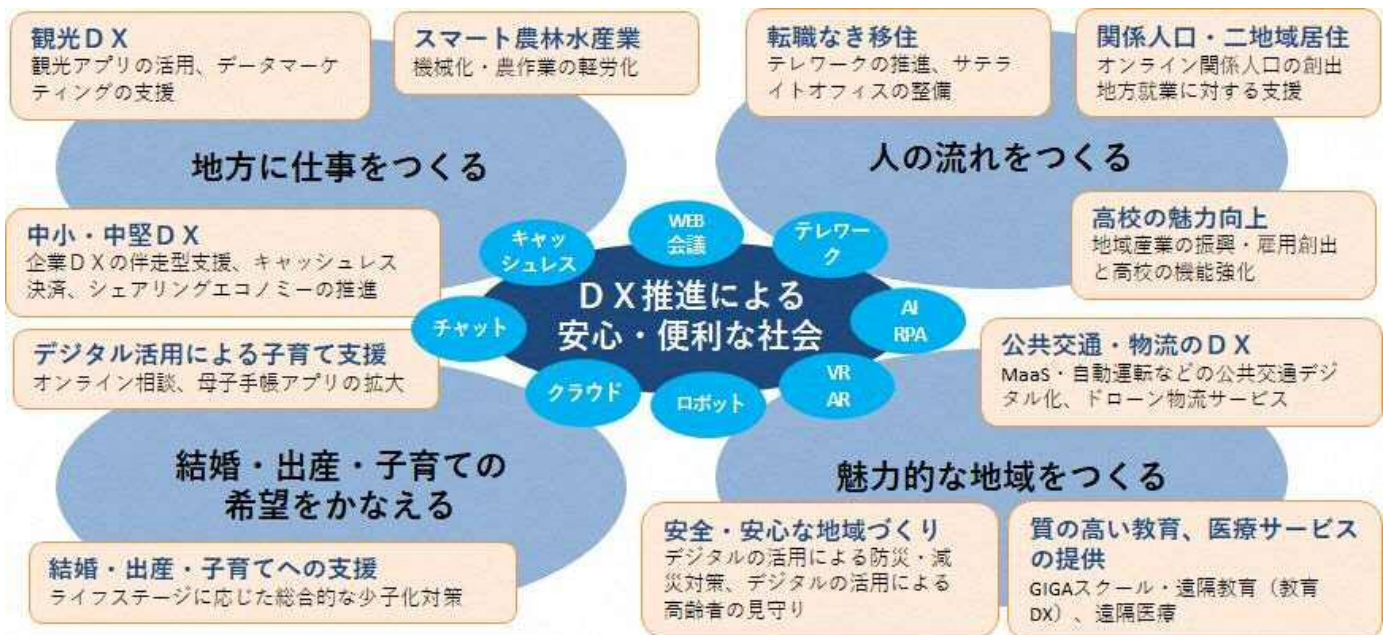 観光ＤＸ
観光アプリの活用、データマーケ
ティングの支援
スマート農林水産業
機械化・農作業の軽労化
地方に仕事をつくる
中小・中堅ＤＸ
企業ＤＸの伴走型支援、キャッシュレス
決済、シェアリングエコノミーの推進
転職なき移住
テレワークの推進、サテラ
イトオフィスの整備
関係人口・二地域居住
オンライン関係人口の創出
地方就業に対する支援
人の流れをつくる
高校の魅力向上
地域産業の振興・雇用創出
と高校の機能強化
キャッ
シュレス
WEB
会議
テレワー
ク
チャット
ＤＸ推進による
安心・便利な社会
AI
RPA
クラウド
ロボット
VR
AR
デジタル活用による子育て支援
オンライン相談、母子手帳アプリの拡大
結婚・出産・子育ての
希望をかなえる
結婚・出産・子育てへの支援
ライフステージに応じた総合的な少子化対策
公共交通・物流のＤＸ
MaaS・自動運転などの公共交通デジ
タル化、ドローン物流サービス
魅力的な地域をつくる
安全・安心な地域づくり
デジタルの活用による防災・減
災対策、デジタルの活用による
高齢者の見守り
質の高い教育、医療サービス
の提供
GIGAスクール・遠隔教育（教育
DX）、遠隔医療